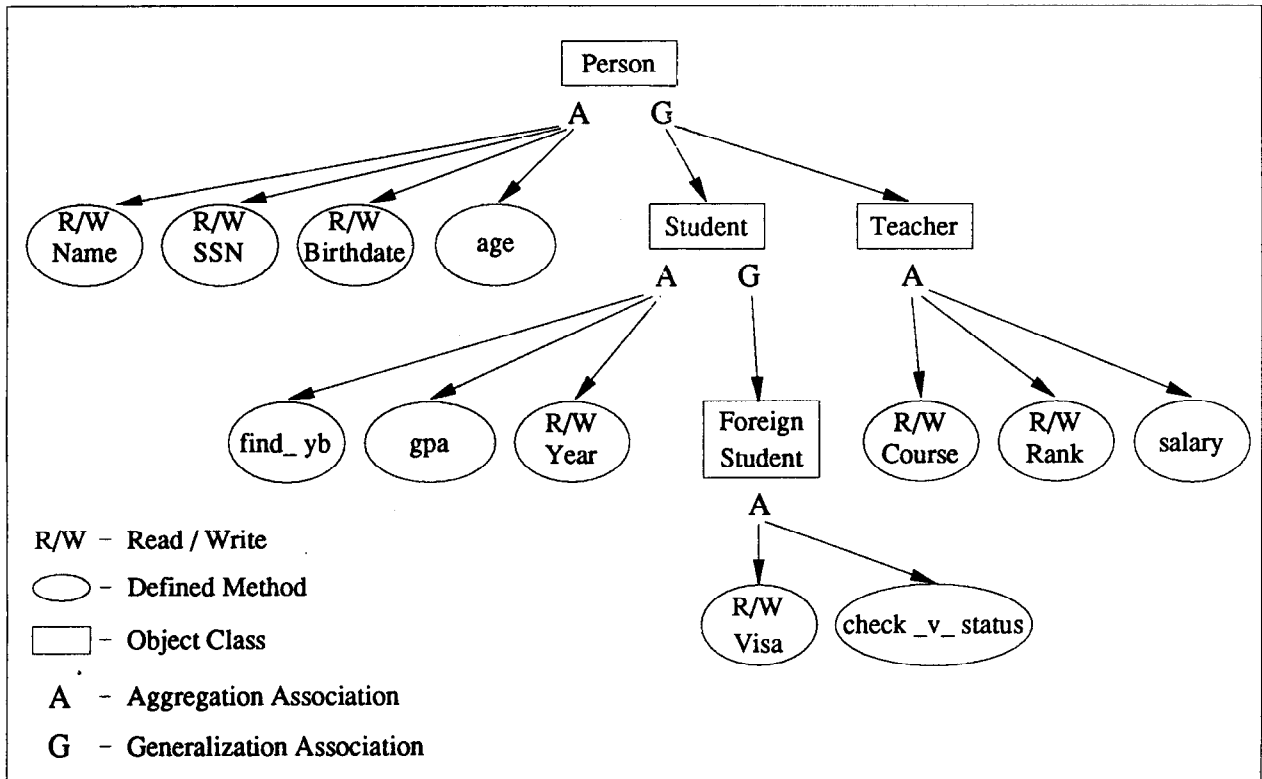 Person
A G
R/W
Name
R/W
SSN
R/W
Birthdate
age
Student
Teacher
A G
A
find_ yb
gpa
R/W
Year
Foreign
Student
R/W
Course
R/W
Rank
salary
A
R/W
Visa
check _v_ status
R/W - Read / Write
- Defined Method
- Object Class
A - Aggregation Association
G - Generalization Association